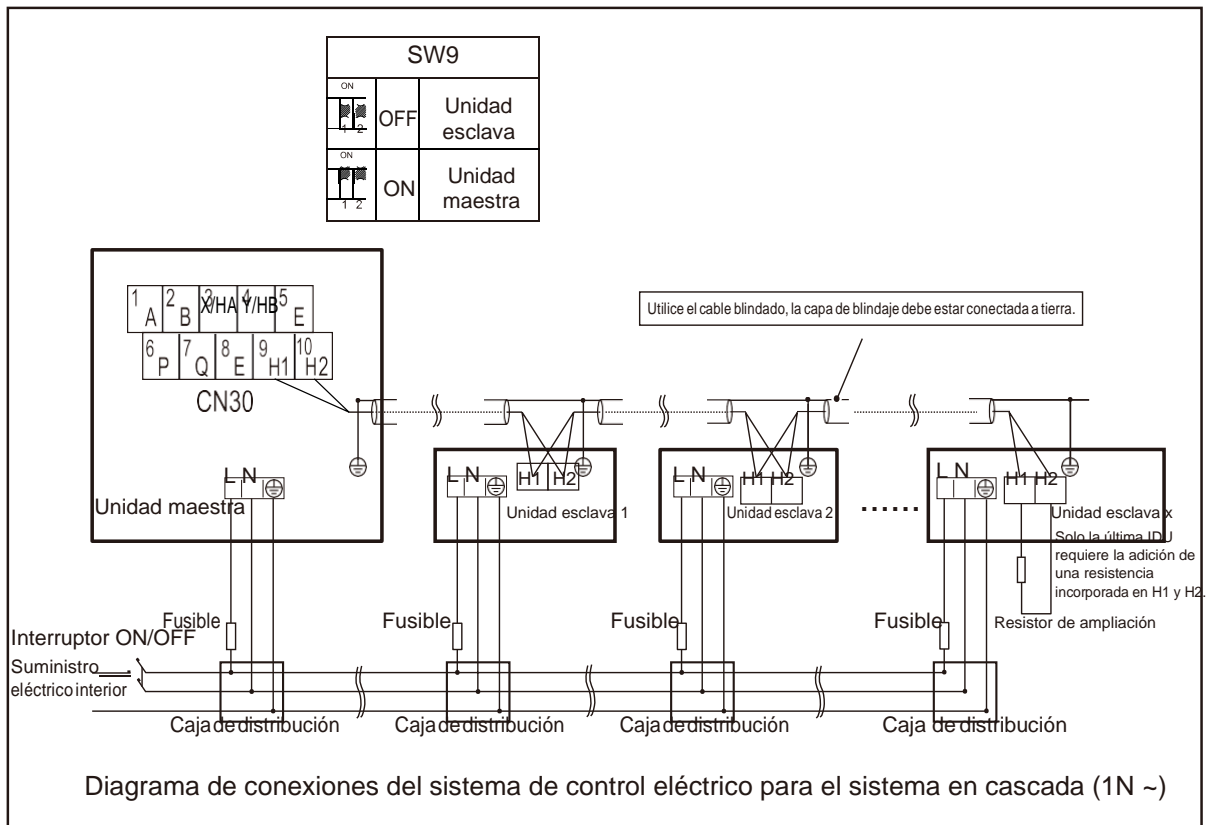 SW9
ON
1 2
OFF
Unidad
esclava
ON
1 2
ON
Unidad
maestra
1 A
2 B
3 X/HA
4 Y/HB
5 E
6 P
7 Q
8 E
9 H1
10 H2
CN30
Utilice el cable blindado, la capa de blindaje debe estar conectada a tierra.
L N
Unidad maestra
L N
H1 H2
Unidad esclava 1
L N
H1 H2
Unidad esclava 2
......
L N
H1 H2
Unidad esclava x
Solo la última IDU
requiere la adición de
una resistencia
incorporada en H1 y H2.
Resistor de ampliación
Fusible
Fusible
Fusible
Fusible
Interruptor ON/OFF
Suministro
eléctrico interior
Caja de distribución
Caja de distribución
Caja de distribución
Caja de distribución
Diagrama de conexiones del sistema de control eléctrico para el sistema en cascada (1N ~)